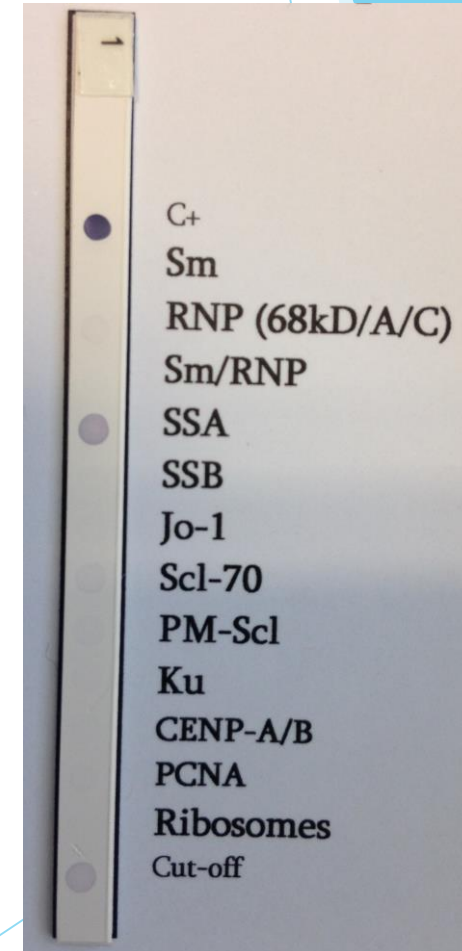 1
C+
Sm
RNP (68kD/A/C)
Sm/RNP
SSA
SSB
Jo-1
Scl-70
PM-Scl
Ku
CENP-A/B
PCNA
Ribosomes
Cut-off